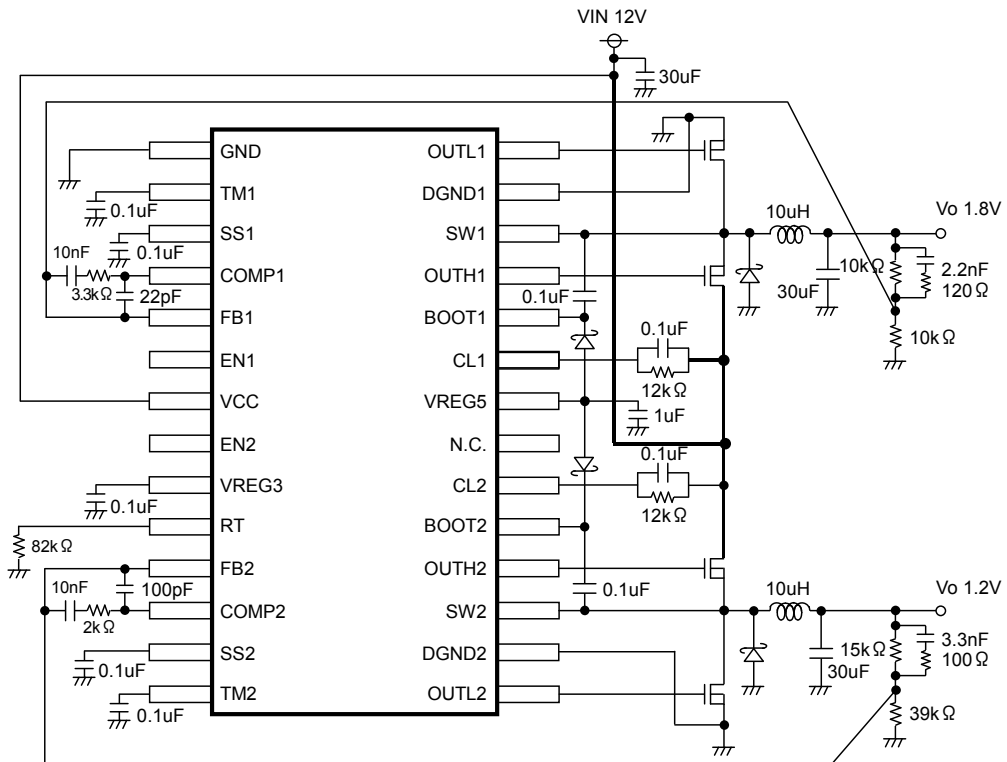 VIN 12V
30uF
GND
OUTL1
TM1
DGND1
0.1uF
10uH
Vo 1.8V
SS1
SW1
0.1uF
10nF
COMP1
OUTH1
3.3kΩ
22pF
0.1uF
30uF
10kΩ
2.2nF
120Ω
FB1
BOOT1
10kΩ
EN1
CL1
0.1uF
12kΩ
VCC
VREG5
1uF
EN2
N.C.
0.1uF
VREG3
CL2
0.1uF
12kΩ
RT
BOOT2
82kΩ
FB2
OUTH2
10nF
100pF
0.1uF
10uH
Vo 1.2V
COMP2
SW2
2kΩ
SS2
DGND2
0.1uF
15kΩ
30uF
3.3nF
100Ω
TM2
OUTL2
0.1uF
39kΩ